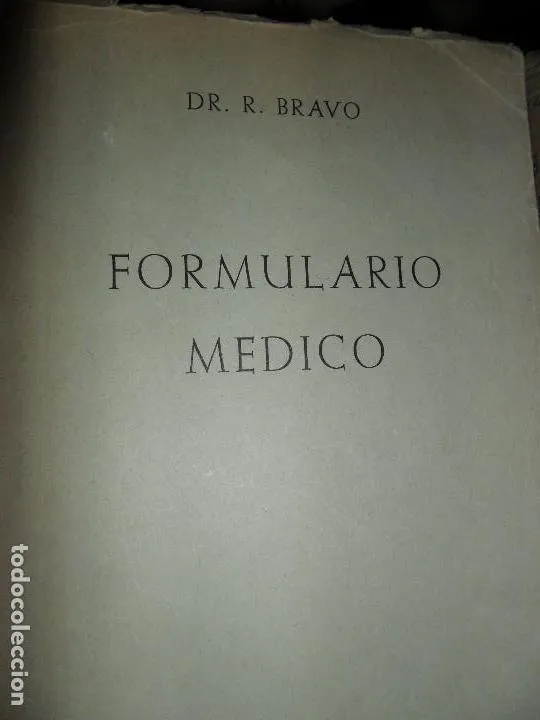 DR. R. BRAVO
FORMULARIO
MEDICO
todocoleccion